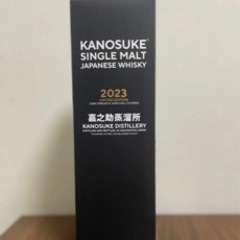 KANOSUKE
SINGLE MALT
JAPANESE WHISKY
2023
LIMITED EDITION
嘉之助蒸溜所
KANOSUKE DISTILLERY